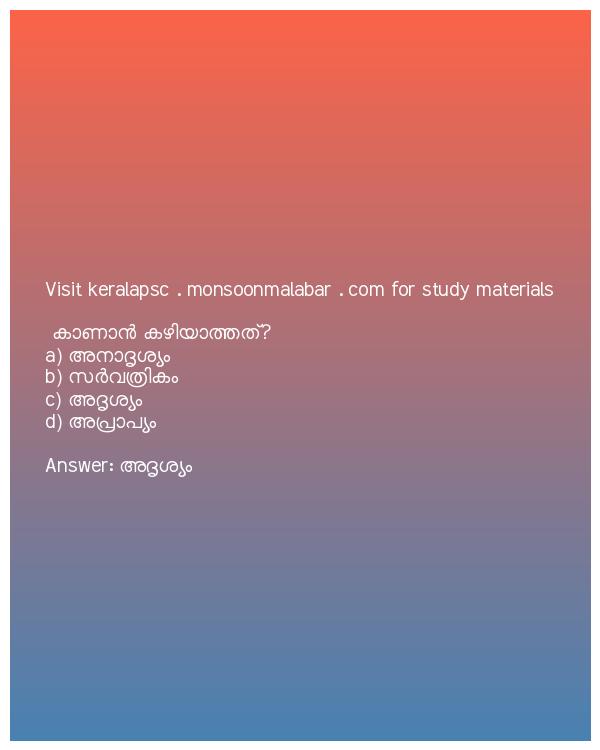 Visit keralapsc . monsoonmalabar . com for study materials
കാണാൻ കഴിയാത്തത്?
a) അനാദൃശ്യം
b) സർവത്രികം
c) അദൃശ്യം
d) അപ്രാപ്യം
Answer: അദൃശ്യം